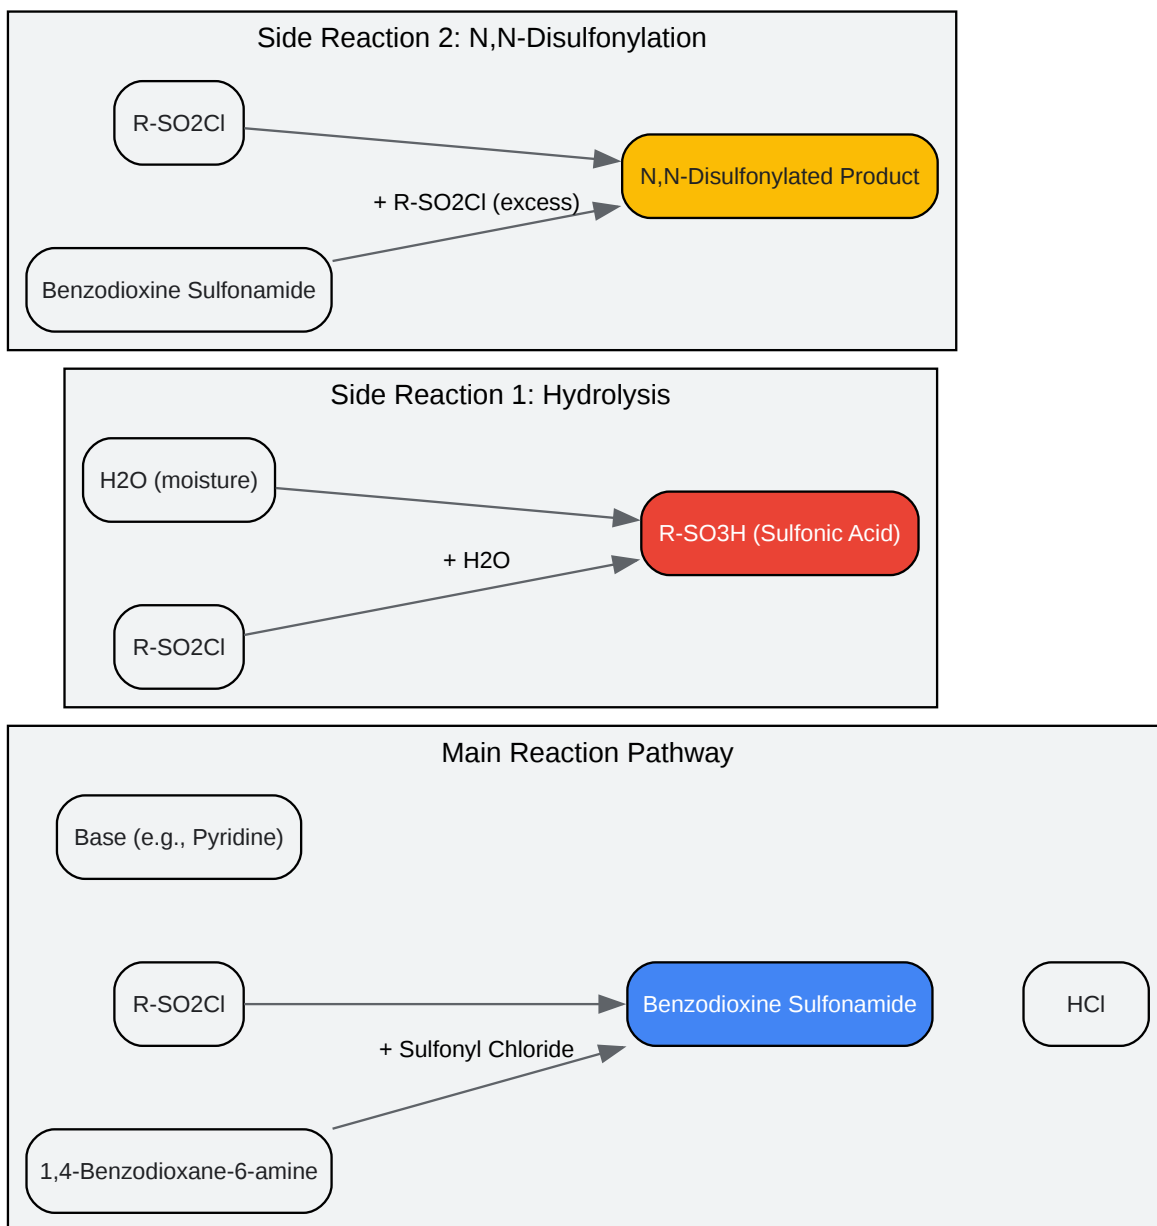 Side Reaction 2: N,N-Disulfonylation
R-SO2Cl
N,N-Disulfonylated Product
+ R-SO2Cl (excess)
Benzodioxine Sulfonamide
Side Reaction 1: Hydrolysis
H2O (moisture)
R-SO3H (Sulfonic Acid)
+ H2O
R-SO2Cl
Main Reaction Pathway
Base (e.g., Pyridine)
R-SO2Cl
Benzodioxine Sulfonamide
HCl
+ Sulfonyl Chloride
1,4-Benzodioxane-6-amine